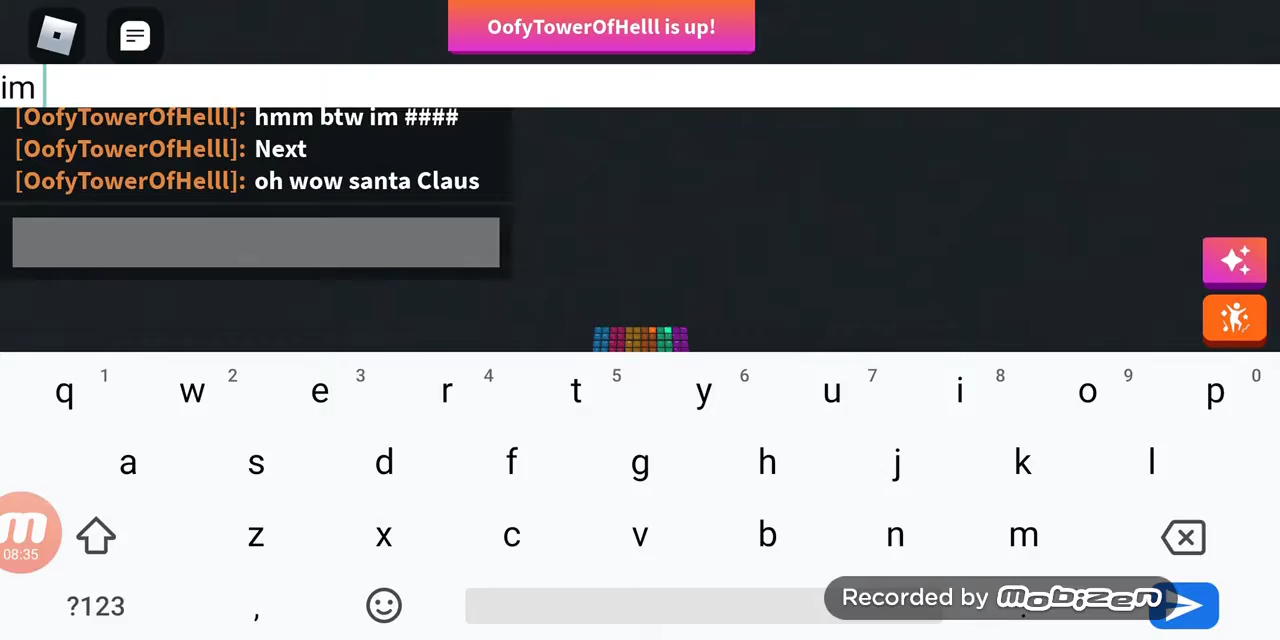 OofyTowerOfHelll is up!
im
[OofyTowerOfHelll]: hmm btw im ####
[OofyTowerOfHelll]: Next
[OofyTowerOfHelll]: oh wow santa Claus
q 1 w 2 e 3 r 4 t 5 y 6 u 7 i 8 o 9 p 0
a s d f g h j k l
z x c v b n m
08:35
?123 , .
Recorded by mobizen